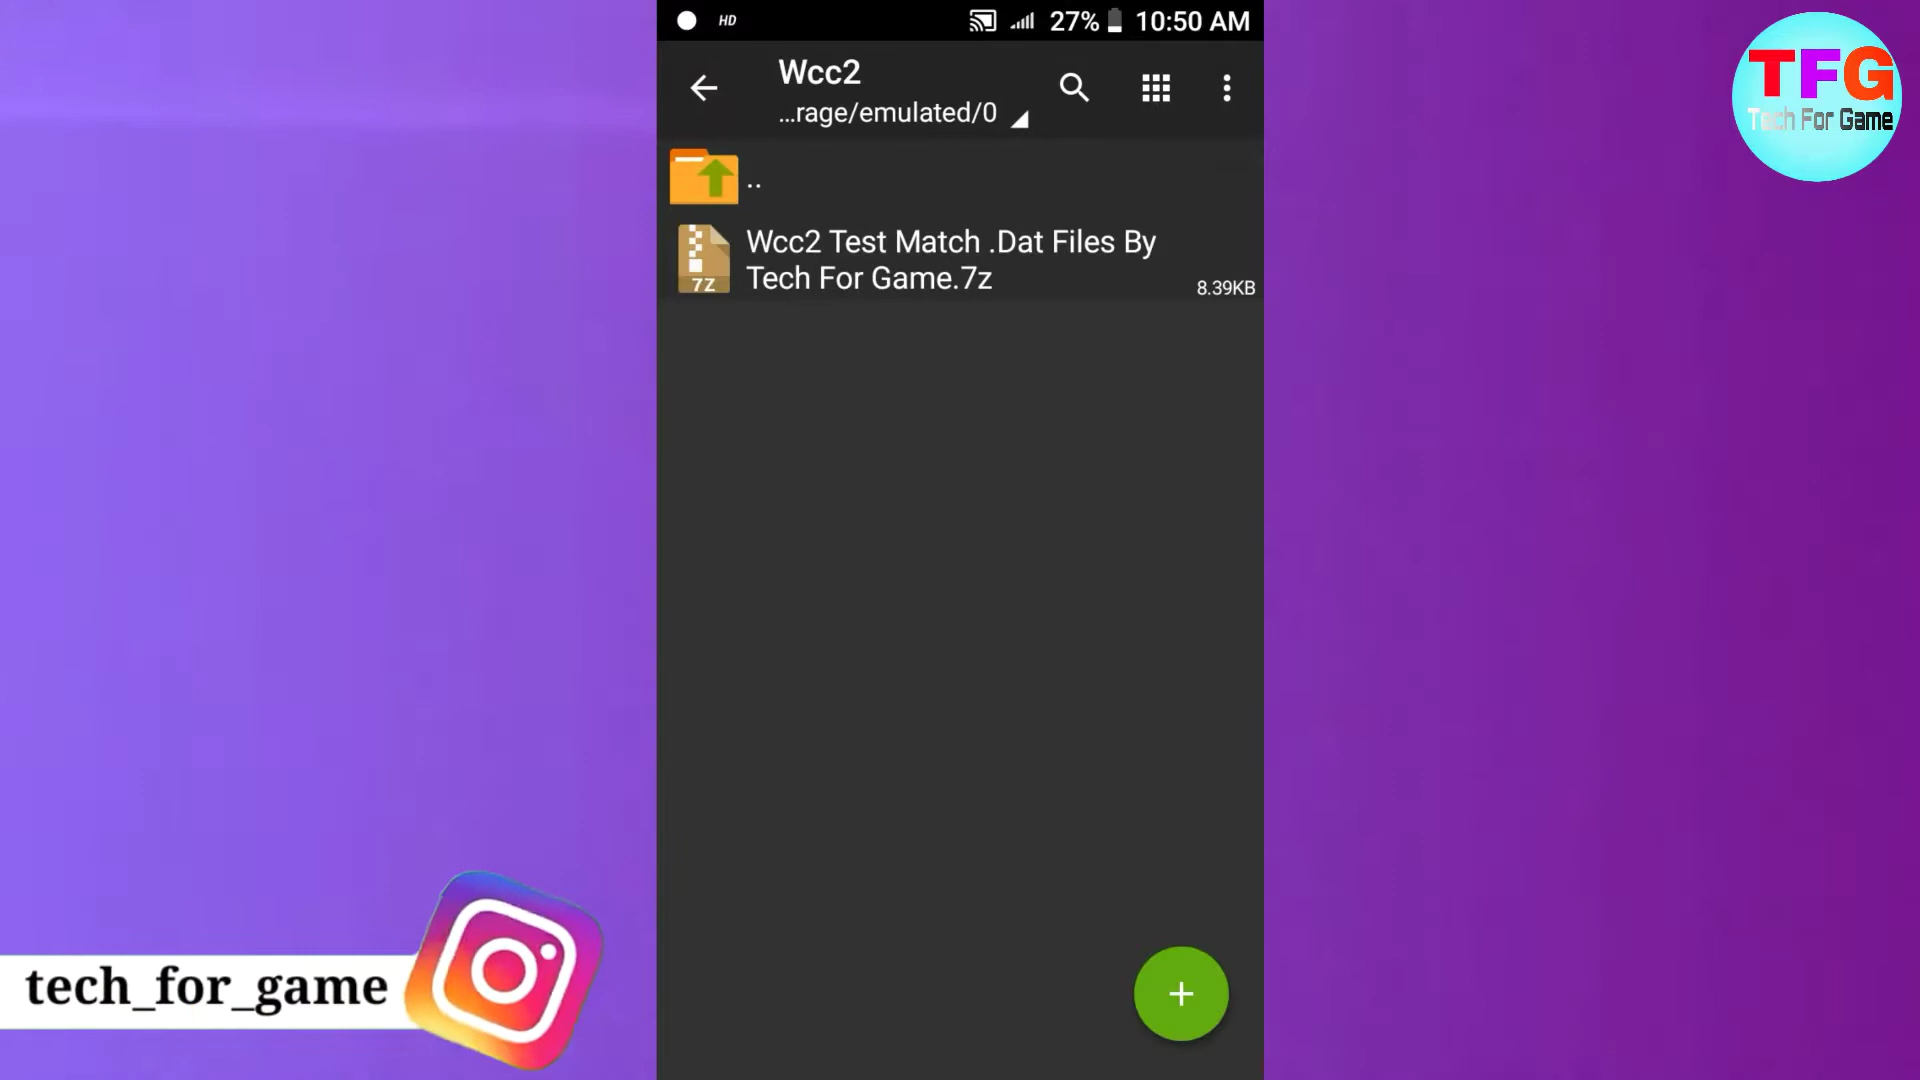 HD
27% 10:50 AM
Wcc2
...rage/emulated/0
..
Wcc2 Test Match .Dat Files By
Tech For Game.7z
7Z
8.39KB
TFG
Tech For Game
tech_for_game